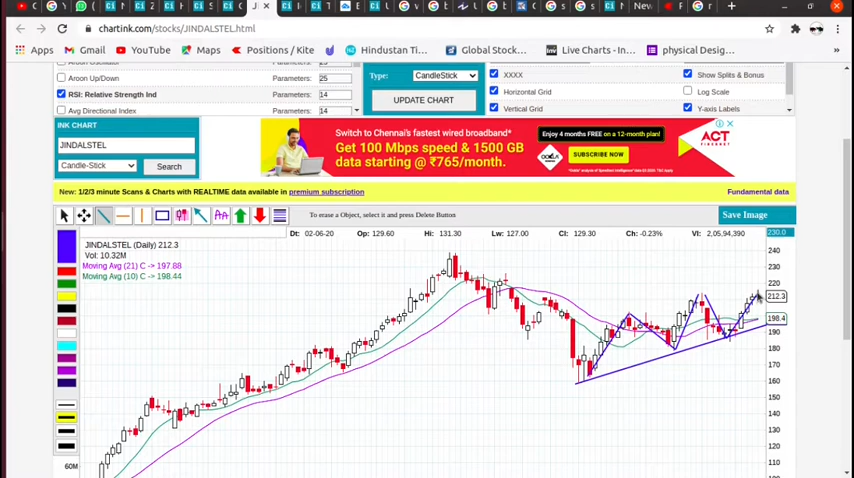 chartink.com/stocks/JINDALSTEL.html
Apps Gmail YouTube Maps Positions / Kite Hindustan Tim... Global Stock... Live Charts - In... physical Desig...
Parameters: 25
Aroon Up/Down Parameters: 25
RSI: Relative Strength Ind Parameters: 14
Avg Directional Index Parameters: 14
Type: CandleStick
UPDATE CHART
XXXX Show Splits & Bonus
Horizontal Grid Log Scale
Vertical Grid Y-axis Labels
INK CHART
JINDALSTEL
Candle-Stick Search
Switch to Chennai's fastest wired broadband*
Get 100 Mbps speed & 1500 GB
data starting @ ₹765/month.
Enjoy 4 months FREE on a 12-month plan!
OOKLA
SUBSCRIBE NOW
ACT
FIBERNET
New: 1/2/3 minute Scans & Charts with REALTIME data available in premium subscription Fundamental data
To erase a Object, select it and press Delete Button
Save Image
Dt: 02-06-20 Op: 129.60 Hi: 131.30 Lw: 127.00 Cl: 129.30 Ch: -0.23% Vl: 2,05,94,390 230.0
JINDALSTEL (Daily) 212.3
Vol: 10.32M
Moving Avg (21) C -> 197.88
Moving Avg (10) C -> 198.44
240
230
220
212.3
198.4
190
180
170
160
150
140
130
120
110
100
60M